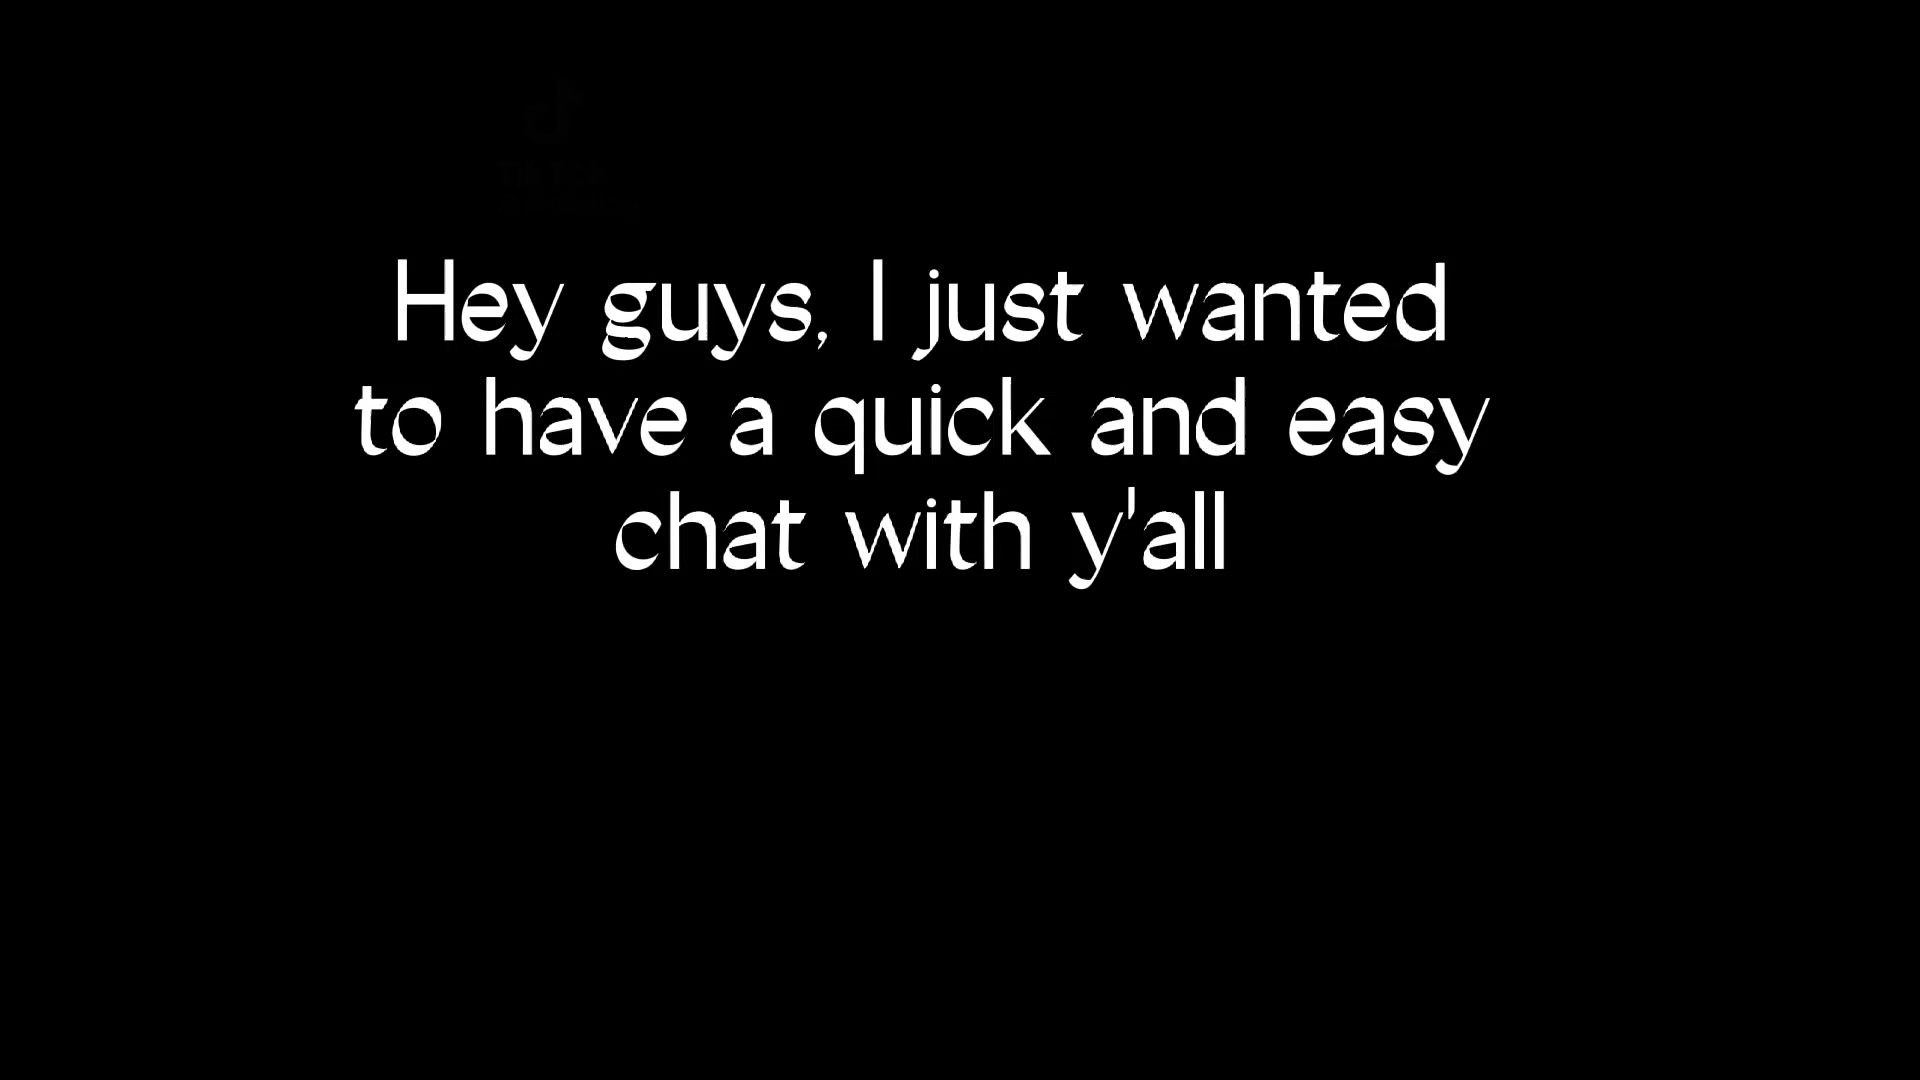 Hey guys, I just wanted
to have a quick and easy
chat with y'all